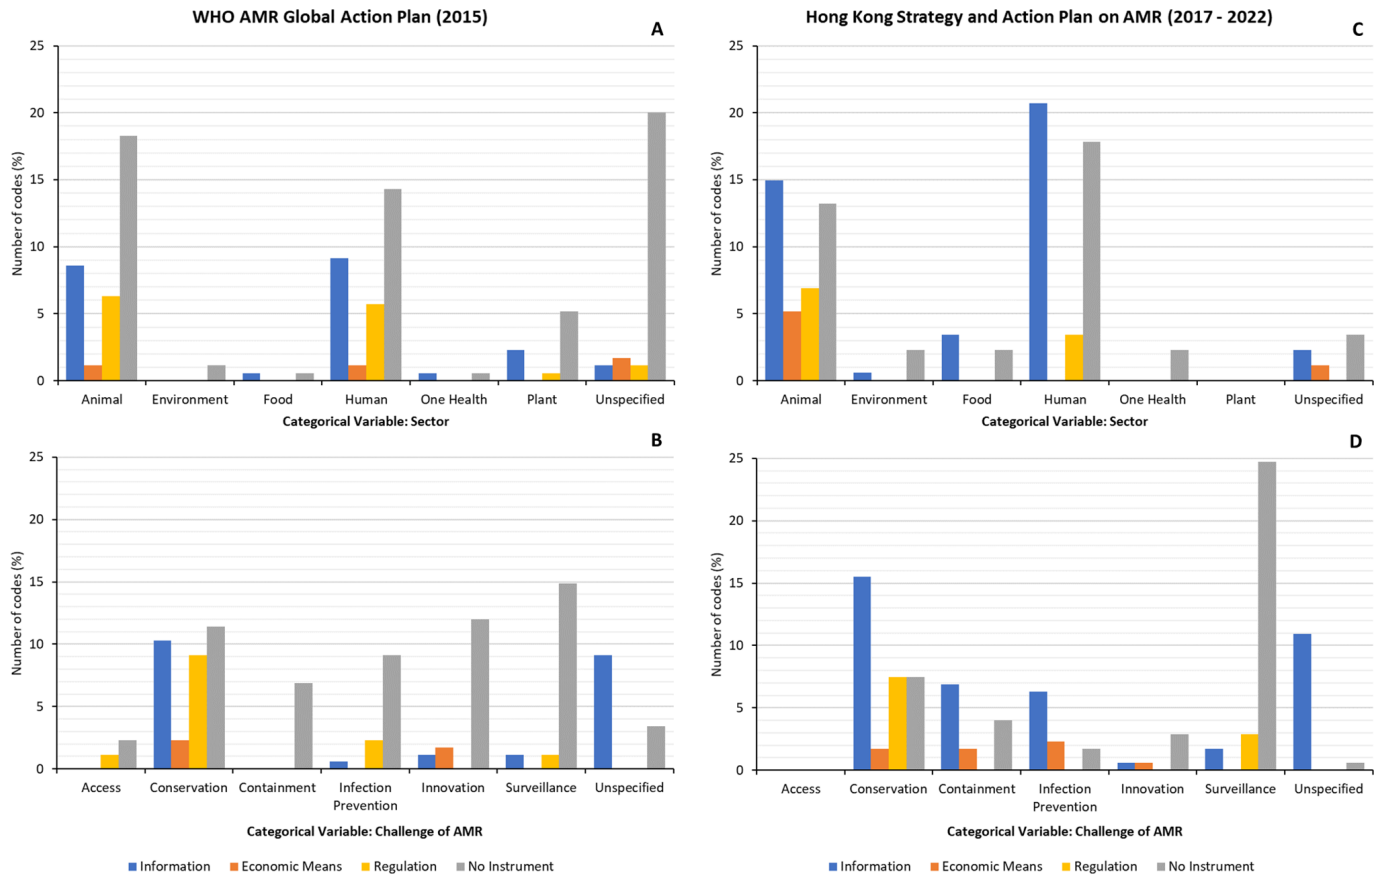 WHO AMR Global Action Plan (2015)
A
Number of codes (%)
25
20
15
10
5
0
Animal Environment Food Human One Health Plant Unspecified
Categorical Variable: Sector
Hong Kong Strategy and Action Plan on AMR (2017 - 2022)
C
Number of codes (%)
25
20
15
10
5
0
Animal Environment Food Human One Health Plant Unspecified
Categorical Variable: Sector
B
Number of codes (%)
25
20
15
10
5
0
Access Conservation Containment Infection Innovation Surveillance Unspecified
Prevention
Categorical Variable: Challenge of AMR
Information Economic Means Regulation No Instrument
D
Number of codes (%)
25
20
15
10
5
0
Access Conservation Containment Infection Innovation Surveillance Unspecified
Prevention
Categorical Variable: Challenge of AMR
Information Economic Means Regulation No Instrument